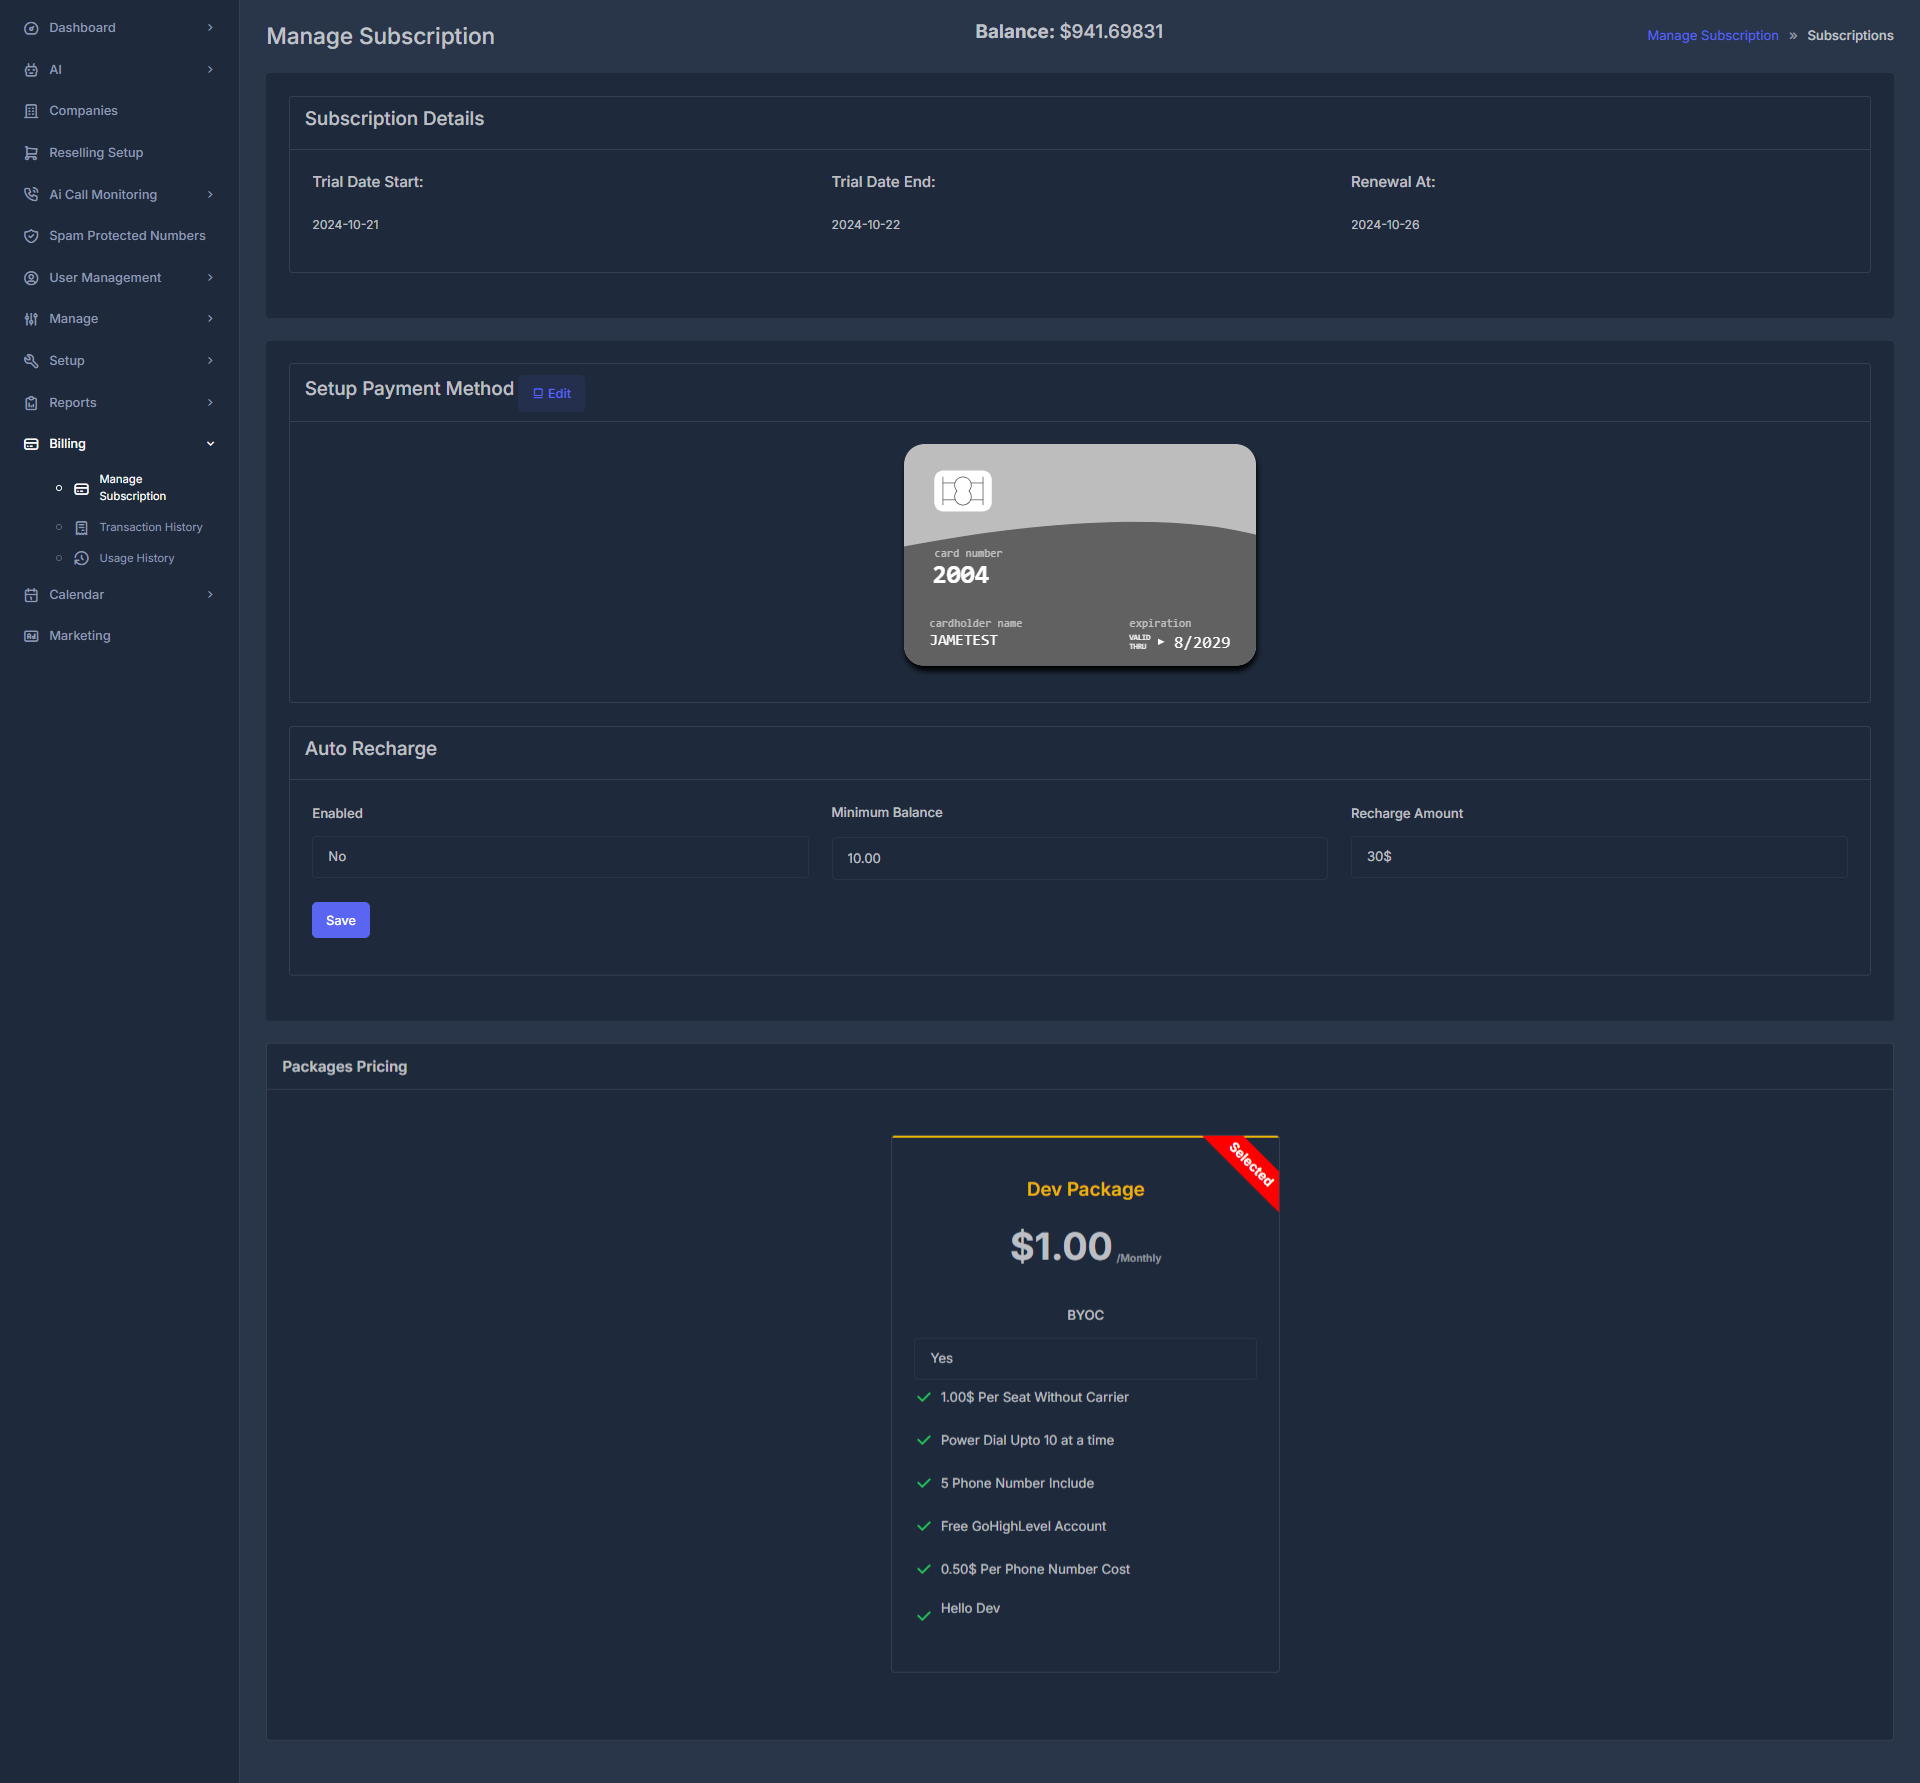 Dashboard
AI
Companies
Reselling Setup
Ai Call Monitoring
Spam Protected Numbers
User Management
Manage
Setup
Reports
Billing
Manage
Subscription
Transaction History
Usage History
Calendar
Marketing
Manage Subscription
Balance: $941.69831
Manage Subscription » Subscriptions
Subscription Details
Trial Date Start:
2024-10-21
Trial Date End:
2024-10-22
Renewal At:
2024-10-26
Setup Payment Method
Edit
card number
2004
cardholder name
JAMETEST
expiration
VALID
THRU
8/2029
Auto Recharge
Enabled
No
Minimum Balance
10.00
Recharge Amount
30$
Save
Packages Pricing
Selected
Dev Package
$1.00 /Monthly
BYOC
Yes
1.00$ Per Seat Without Carrier
Power Dial Upto 10 at a time
5 Phone Number Include
Free GoHighLevel Account
0.50$ Per Phone Number Cost
Hello Dev